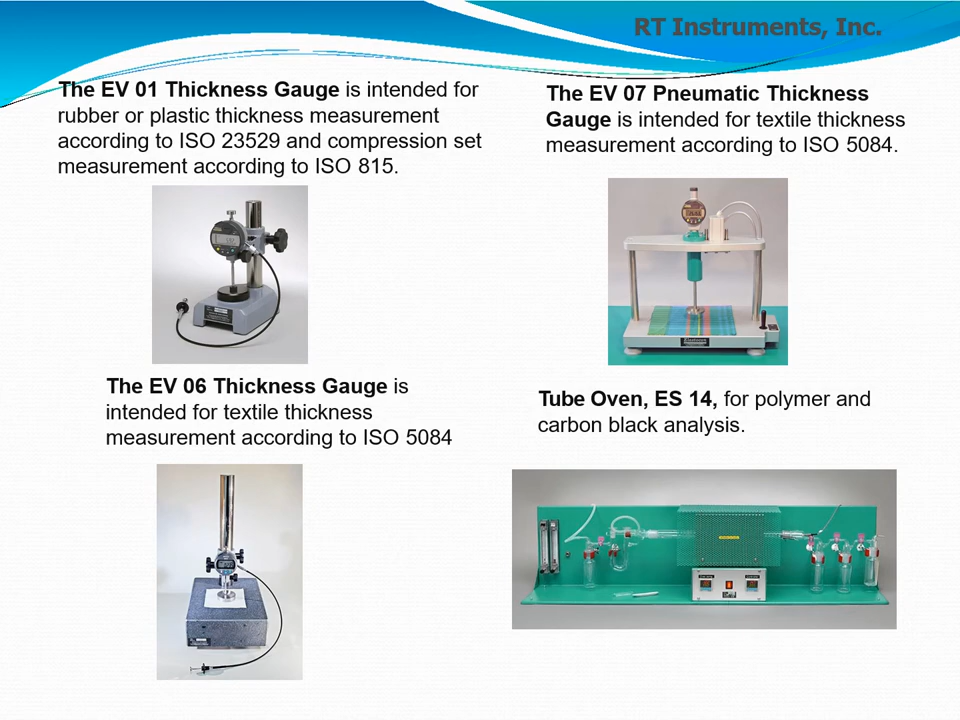 RT Instruments, Inc.
The EV 01 Thickness Gauge is intended for
rubber or plastic thickness measurement
according to ISO 23529 and compression set
measurement according to ISO 815.
The EV 07 Pneumatic Thickness
Gauge is intended for textile thickness
measurement according to ISO 5084.
The EV 06 Thickness Gauge is
intended for textile thickness
measurement according to ISO 5084
Tube Oven, ES 14, for polymer and
carbon black analysis.